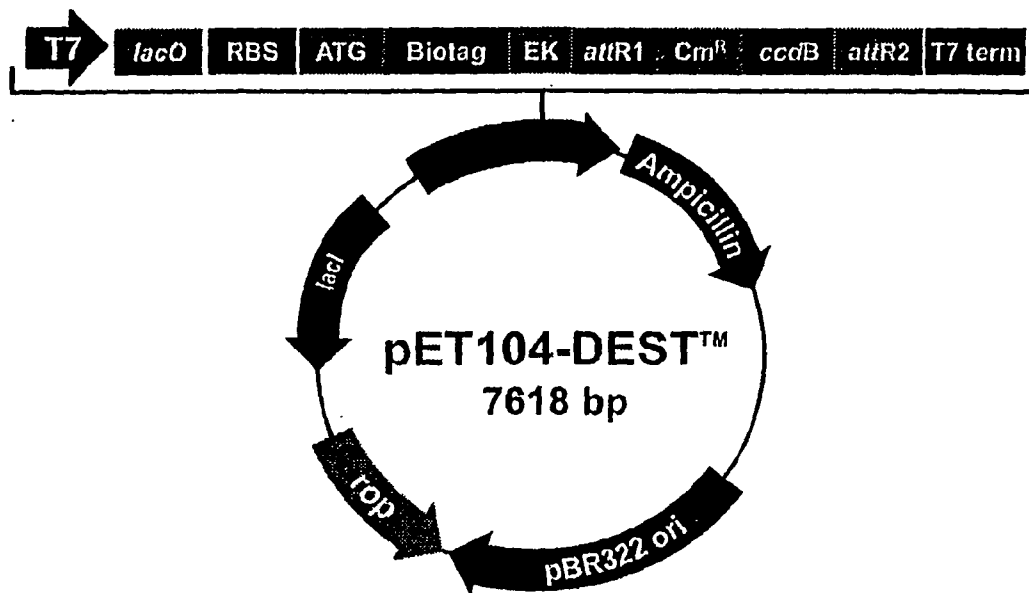 T7 lacO RBS ATG Biotag EK attR1 CmR ccdB attR2 T7 term
Ampicillin
lacI
pET104-DEST™
7618 bp
rop
pBR322 ori